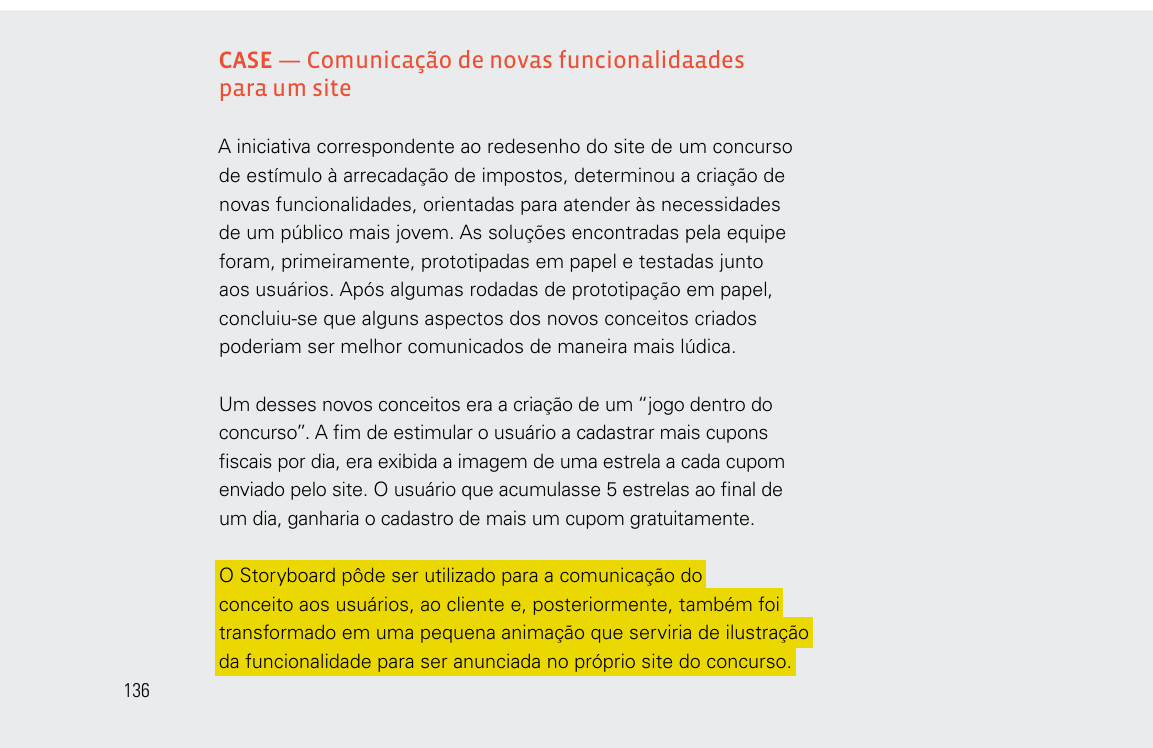 CASE — Comunicação de novas funcionalidaades
para um site
A iniciativa correspondente ao redesenho do site de um concurso
de estímulo à arrecadação de impostos, determinou a criação de
novas funcionalidades, orientadas para atender às necessidades
de um público mais jovem. As soluções encontradas pela equipe
foram, primeiramente, prototipadas em papel e testadas junto
aos usuários. Após algumas rodadas de prototipação em papel,
concluiu-se que alguns aspectos dos novos conceitos criados
poderiam ser melhor comunicados de maneira mais lúdica.
Um desses novos conceitos era a criação de um “jogo dentro do
concurso”. A fim de estimular o usuário a cadastrar mais cupons
fiscais por dia, era exibida a imagem de uma estrela a cada cupom
enviado pelo site. O usuário que acumulasse 5 estrelas ao final de
um dia, ganharia o cadastro de mais um cupom gratuitamente.
O Storyboard pôde ser utilizado para a comunicação do
conceito aos usuários, ao cliente e, posteriormente, também foi
transformado em uma pequena animação que serviria de ilustração
da funcionalidade para ser anunciada no próprio site do concurso.
136